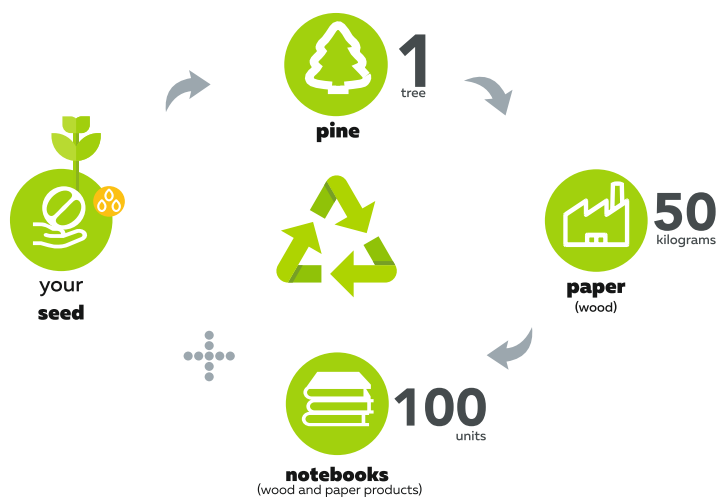 1
tree
pine
your
seed
50
kilograms
paper
(wood)
100
units
notebooks
(wood and paper products)